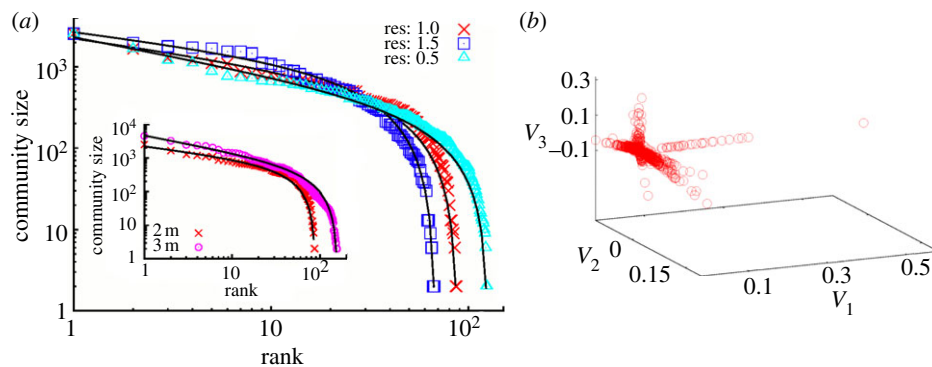 (a)
res: 1.0
res: 1.5
res: 0.5
10³
10²
10
1
community size
1
10
10²
rank
10⁴
10³
10²
10
1
community size
2 m
3 m
1
10
10²
rank
(b)
0.3
0.1
–0.1
V₃
V₂
0
0.15
0.1
0.3
0.5
V₁